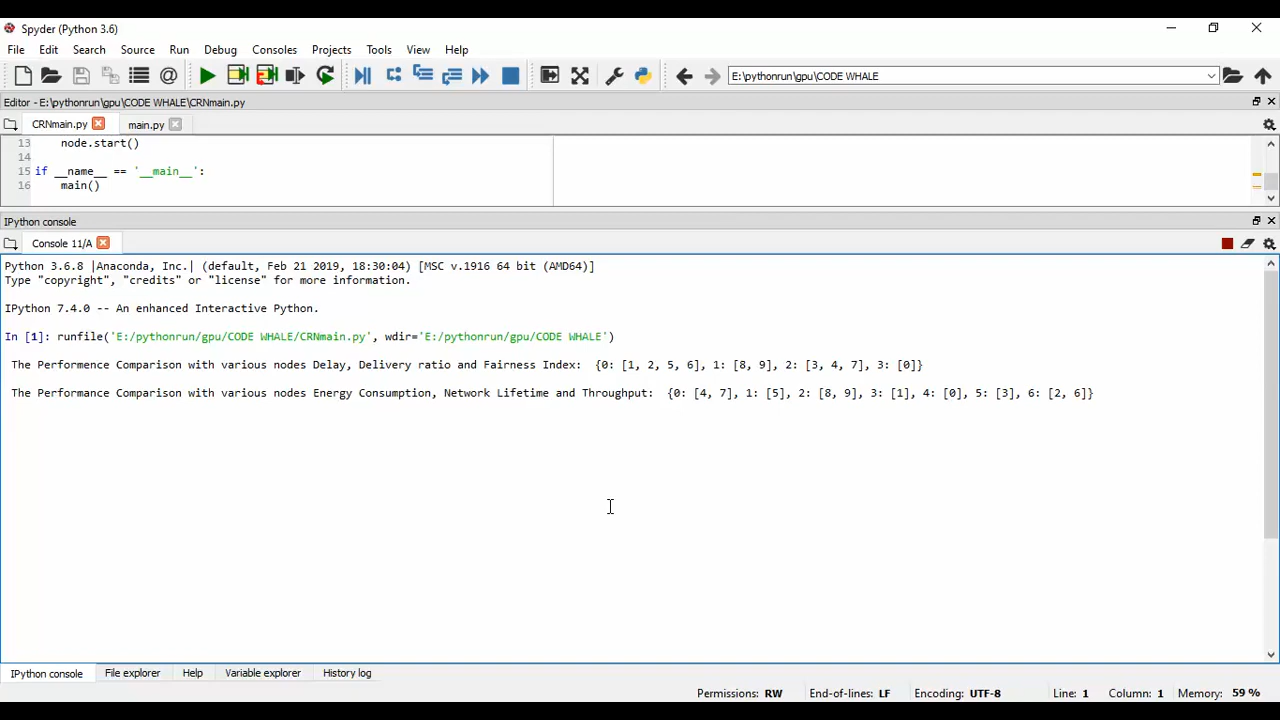 Spyder (Python 3.6)
File Edit Search Source Run Debug Consoles Projects Tools View Help
E:\pythonrun\gpu\CODE WHALE
Editor - E:\pythonrun\gpu\CODE WHALE\CRNmain.py
CRNmain.py main.py
13 node.start()
14
15 if __name__ == '__main__':
16 main()
IPython console
Console 11/A
Python 3.6.8 |Anaconda, Inc.| (default, Feb 21 2019, 18:30:04) [MSC v.1916 64 bit (AMD64)]
Type "copyright", "credits" or "license" for more information.
IPython 7.4.0 -- An enhanced Interactive Python.
In [1]: runfile('E:/pythonrun/gpu/CODE WHALE/CRNmain.py', wdir='E:/pythonrun/gpu/CODE WHALE')
The Performence Comparison with various nodes Delay, Delivery ratio and Fairness Index: {0: [1, 2, 5, 6], 1: [8, 9], 2: [3, 4, 7], 3: [0]}
The Performance Comparison with various nodes Energy Consumption, Network Lifetime and Throughput: {0: [4, 7], 1: [5], 2: [8, 9], 3: [1], 4: [0], 5: [3], 6: [2, 6]}
IPython console File explorer Help Variable explorer History log
Permissions: RW End-of-lines: LF Encoding: UTF-8 Line: 1 Column: 1 Memory: 59 %